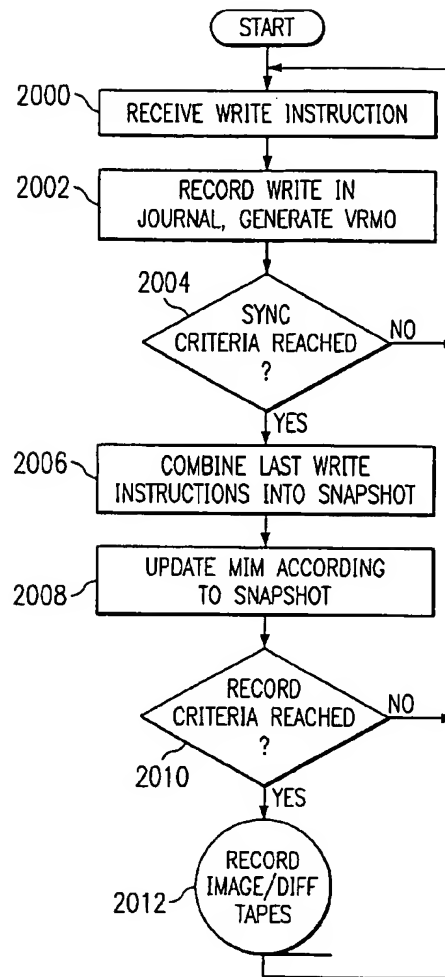 START
2000
RECEIVE WRITE INSTRUCTION
2002
RECORD WRITE IN
JOURNAL, GENERATE VRMO
2004
SYNC
CRITERIA REACHED
?
NO
YES
2006
COMBINE LAST WRITE
INSTRUCTIONS INTO SNAPSHOT
2008
UPDATE MIM ACCORDING
TO SNAPSHOT
RECORD
CRITERIA REACHED
?
NO
2010
YES
RECORD
IMAGE/DIFF
TAPES
2012